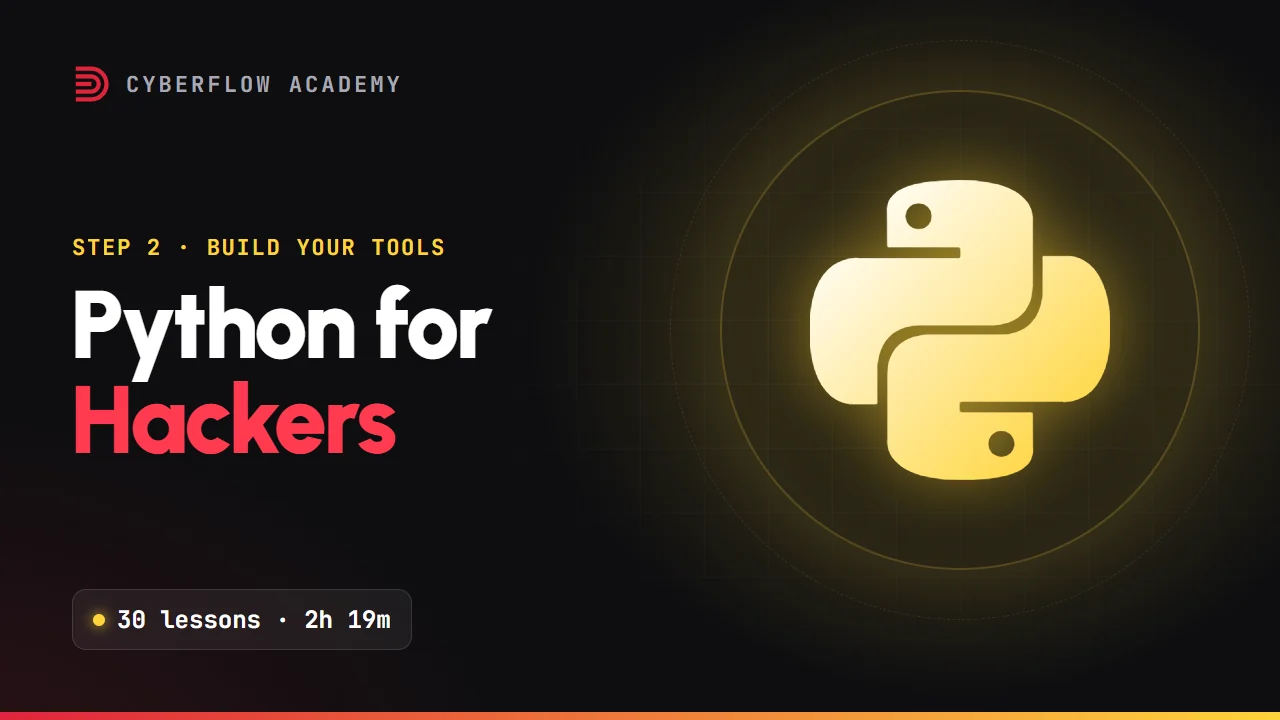 CYBERFLOW ACADEMY
STEP 2 · BUILD YOUR TOOLS
Python for
Hackers
30 lessons · 2h 19m